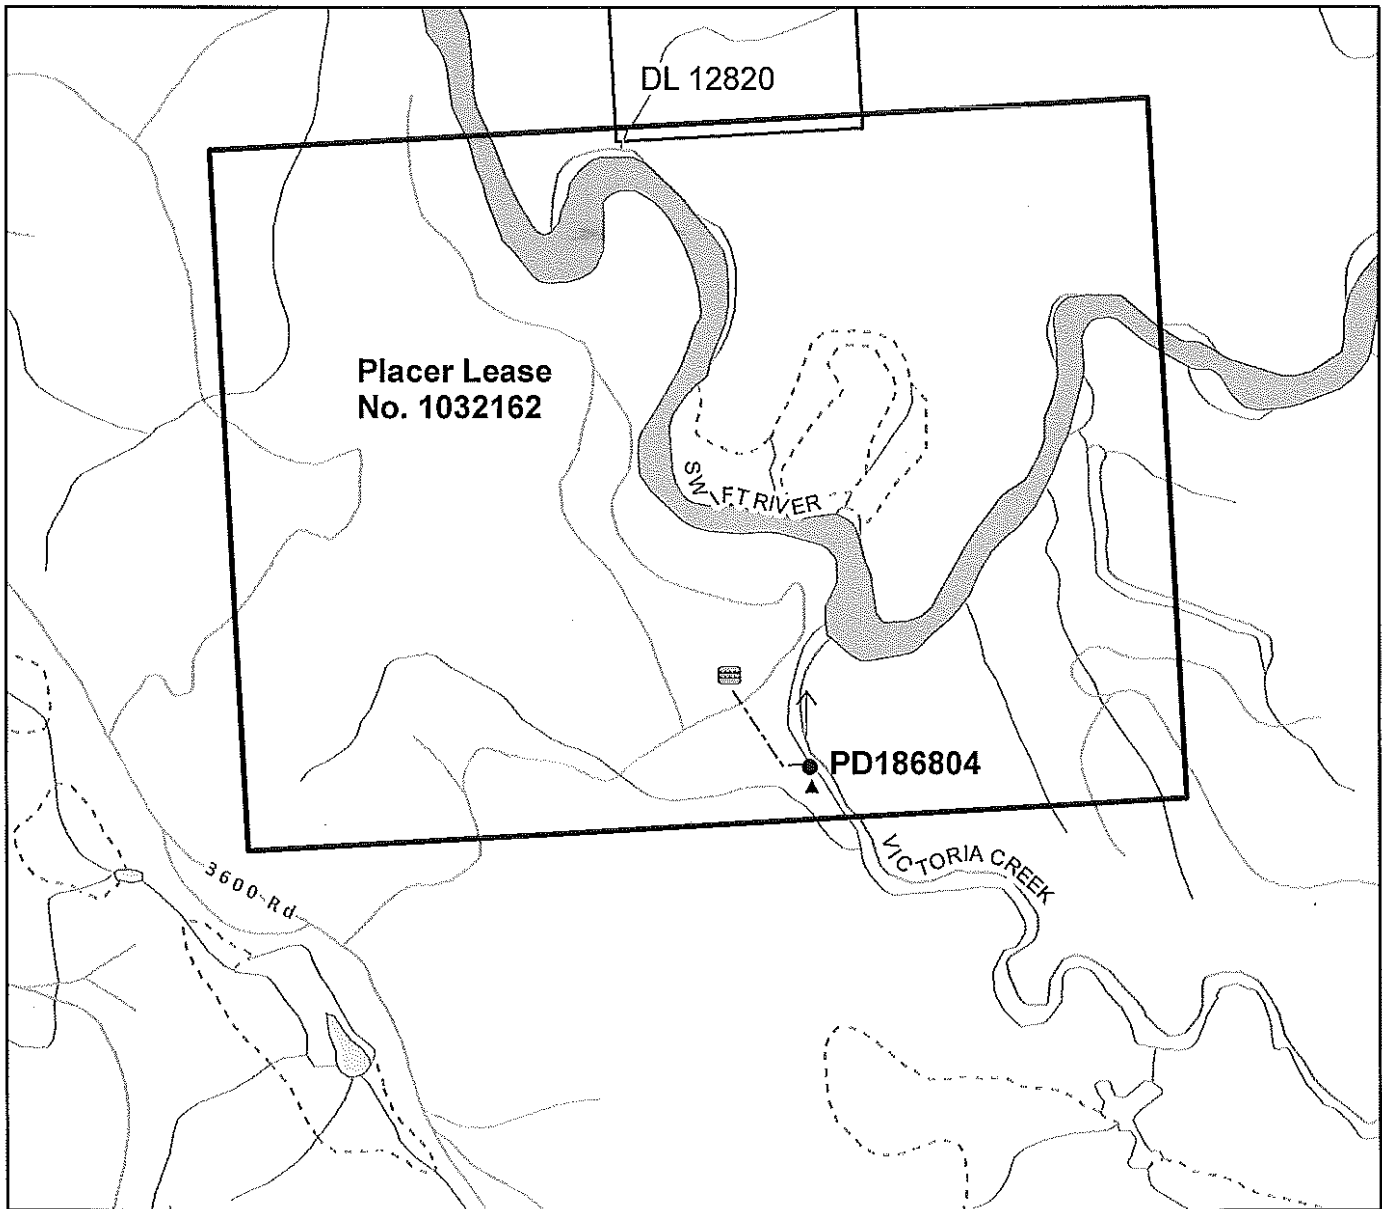 DL 12820
Placer Lease
No. 1032162
SWIFT RIVER
PD186804
VICTORIA CREEK
3600 Rd